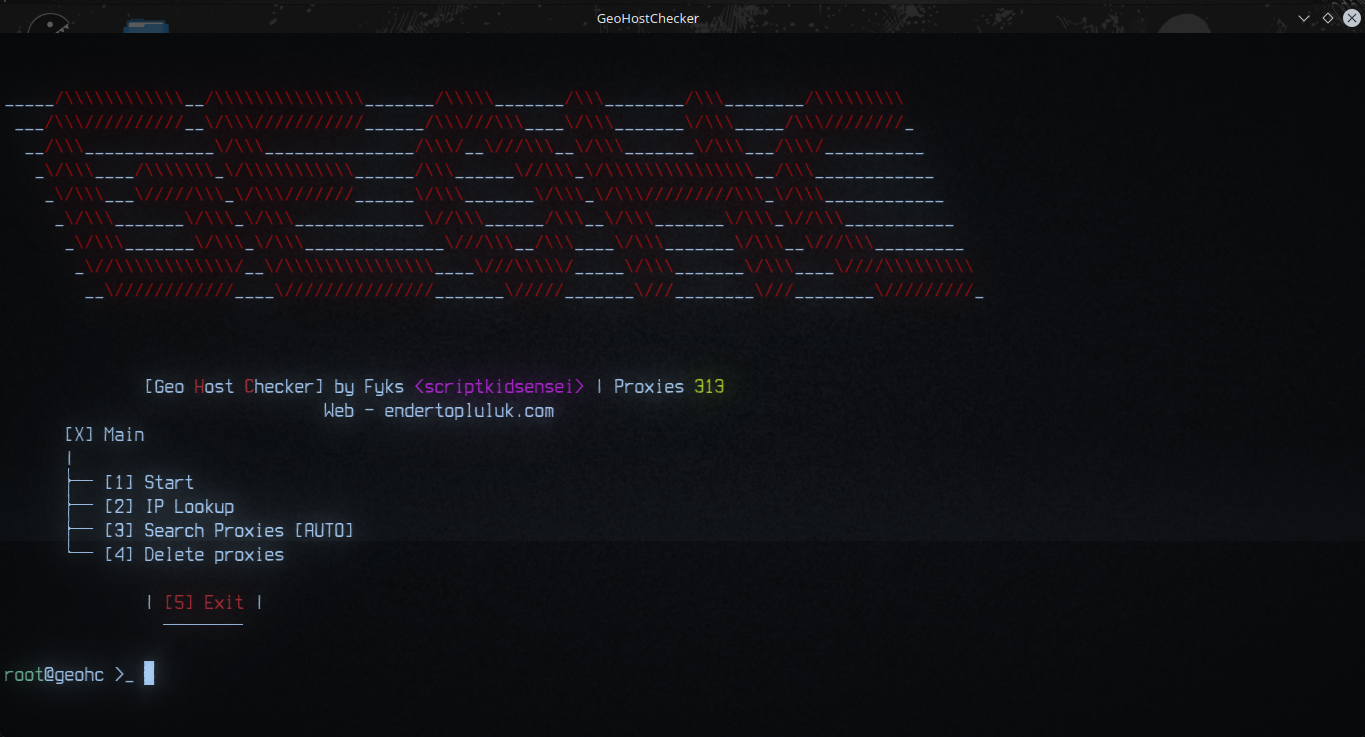 GeoHostChecker
GEOHC
[Geo Host Checker] by Fyks <scriptkidsensei> | Proxies 313
Web - endertopluluk.com
[X] Main
[1] Start
[2] IP Lookup
[3] Search Proxies [AUTO]
[4] Delete proxies
| [5] Exit |
root@geohc >_